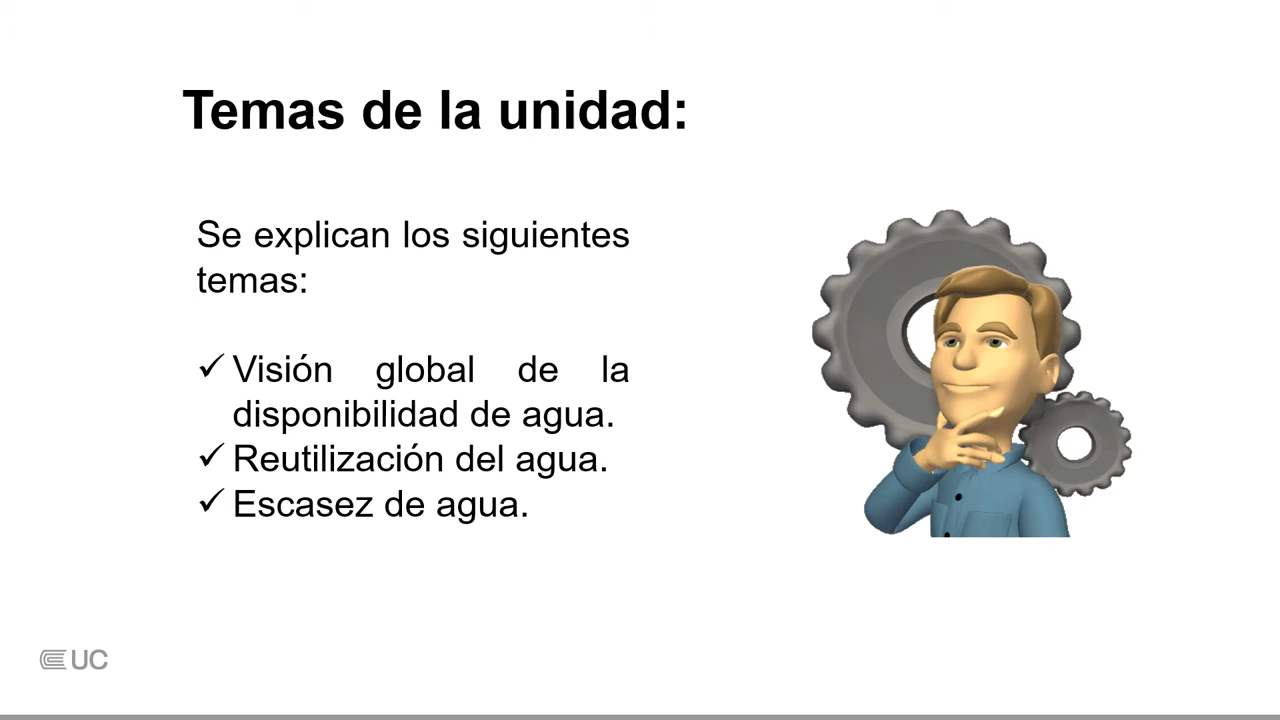 Temas de la unidad:
Se explican los siguientes
temas:
✓ Visión global de la
disponibilidad de agua.
✓ Reutilización del agua.
✓ Escasez de agua.
UC